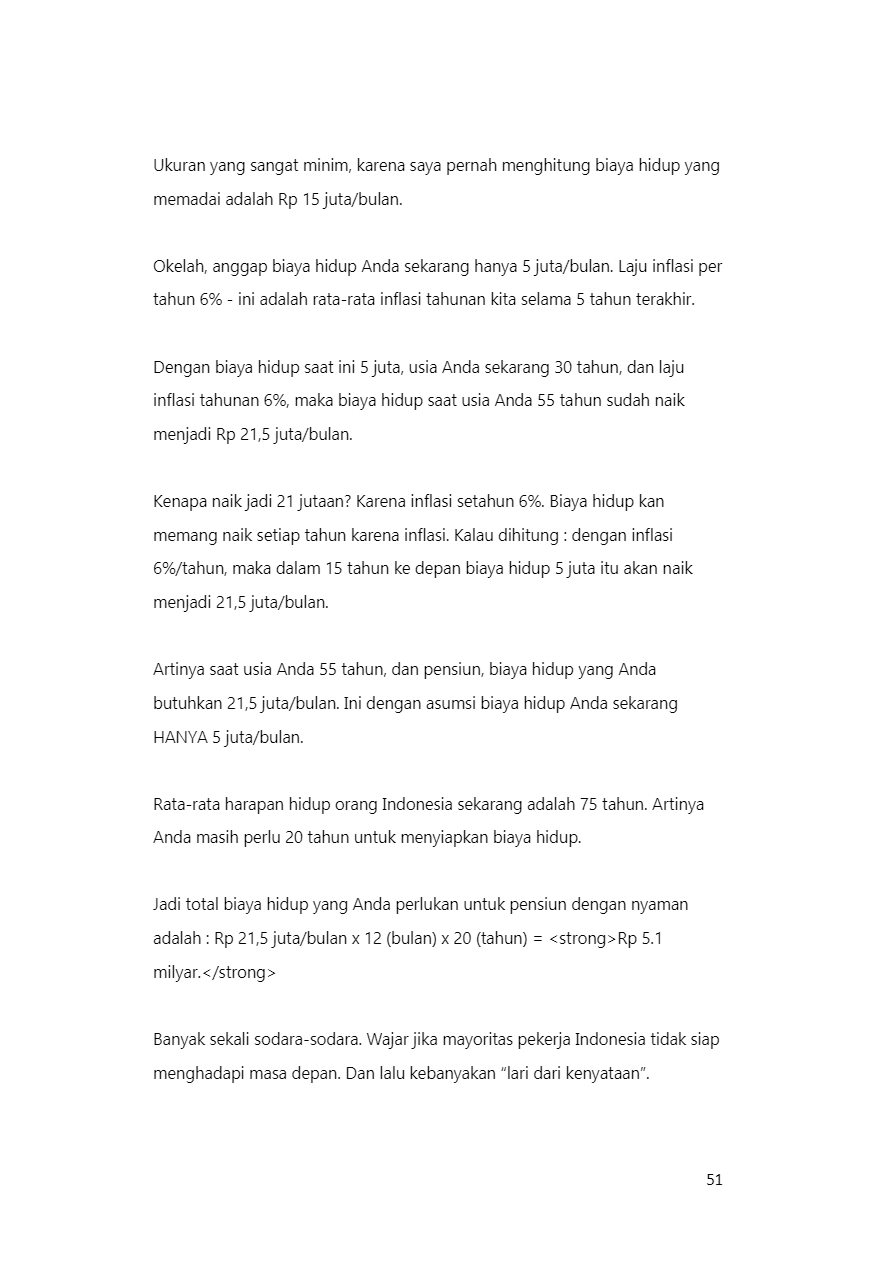 Ukuran yang sangat minim, karena saya pernah menghitung biaya hidup yang
memadai adalah Rp 15 juta/bulan.
Okelah, anggap biaya hidup Anda sekarang hanya 5 juta/bulan. Laju inflasi per
tahun 6% - ini adalah rata-rata inflasi tahunan kita selama 5 tahun terakhir.
Dengan biaya hidup saat ini 5 juta, usia Anda sekarang 30 tahun, dan laju
inflasi tahunan 6%, maka biaya hidup saat usia Anda 55 tahun sudah naik
menjadi Rp 21,5 juta/bulan.
Kenapa naik jadi 21 jutaan? Karena inflasi setahun 6%. Biaya hidup kan
memang naik setiap tahun karena inflasi. Kalau dihitung : dengan inflasi
6%/tahun, maka dalam 15 tahun ke depan biaya hidup 5 juta itu akan naik
menjadi 21,5 juta/bulan.
Artinya saat usia Anda 55 tahun, dan pensiun, biaya hidup yang Anda
butuhkan 21,5 juta/bulan. Ini dengan asumsi biaya hidup Anda sekarang
HANYA 5 juta/bulan.
Rata-rata harapan hidup orang Indonesia sekarang adalah 75 tahun. Artinya
Anda masih perlu 20 tahun untuk menyiapkan biaya hidup.
Jadi total biaya hidup yang Anda perlukan untuk pensiun dengan nyaman
adalah : Rp 21,5 juta/bulan x 12 (bulan) x 20 (tahun) = <strong>Rp 5.1
milyar.</strong>
Banyak sekali sodara-sodara. Wajar jika mayoritas pekerja Indonesia tidak siap
menghadapi masa depan. Dan lalu kebanyakan “lari dari kenyataan”.
51